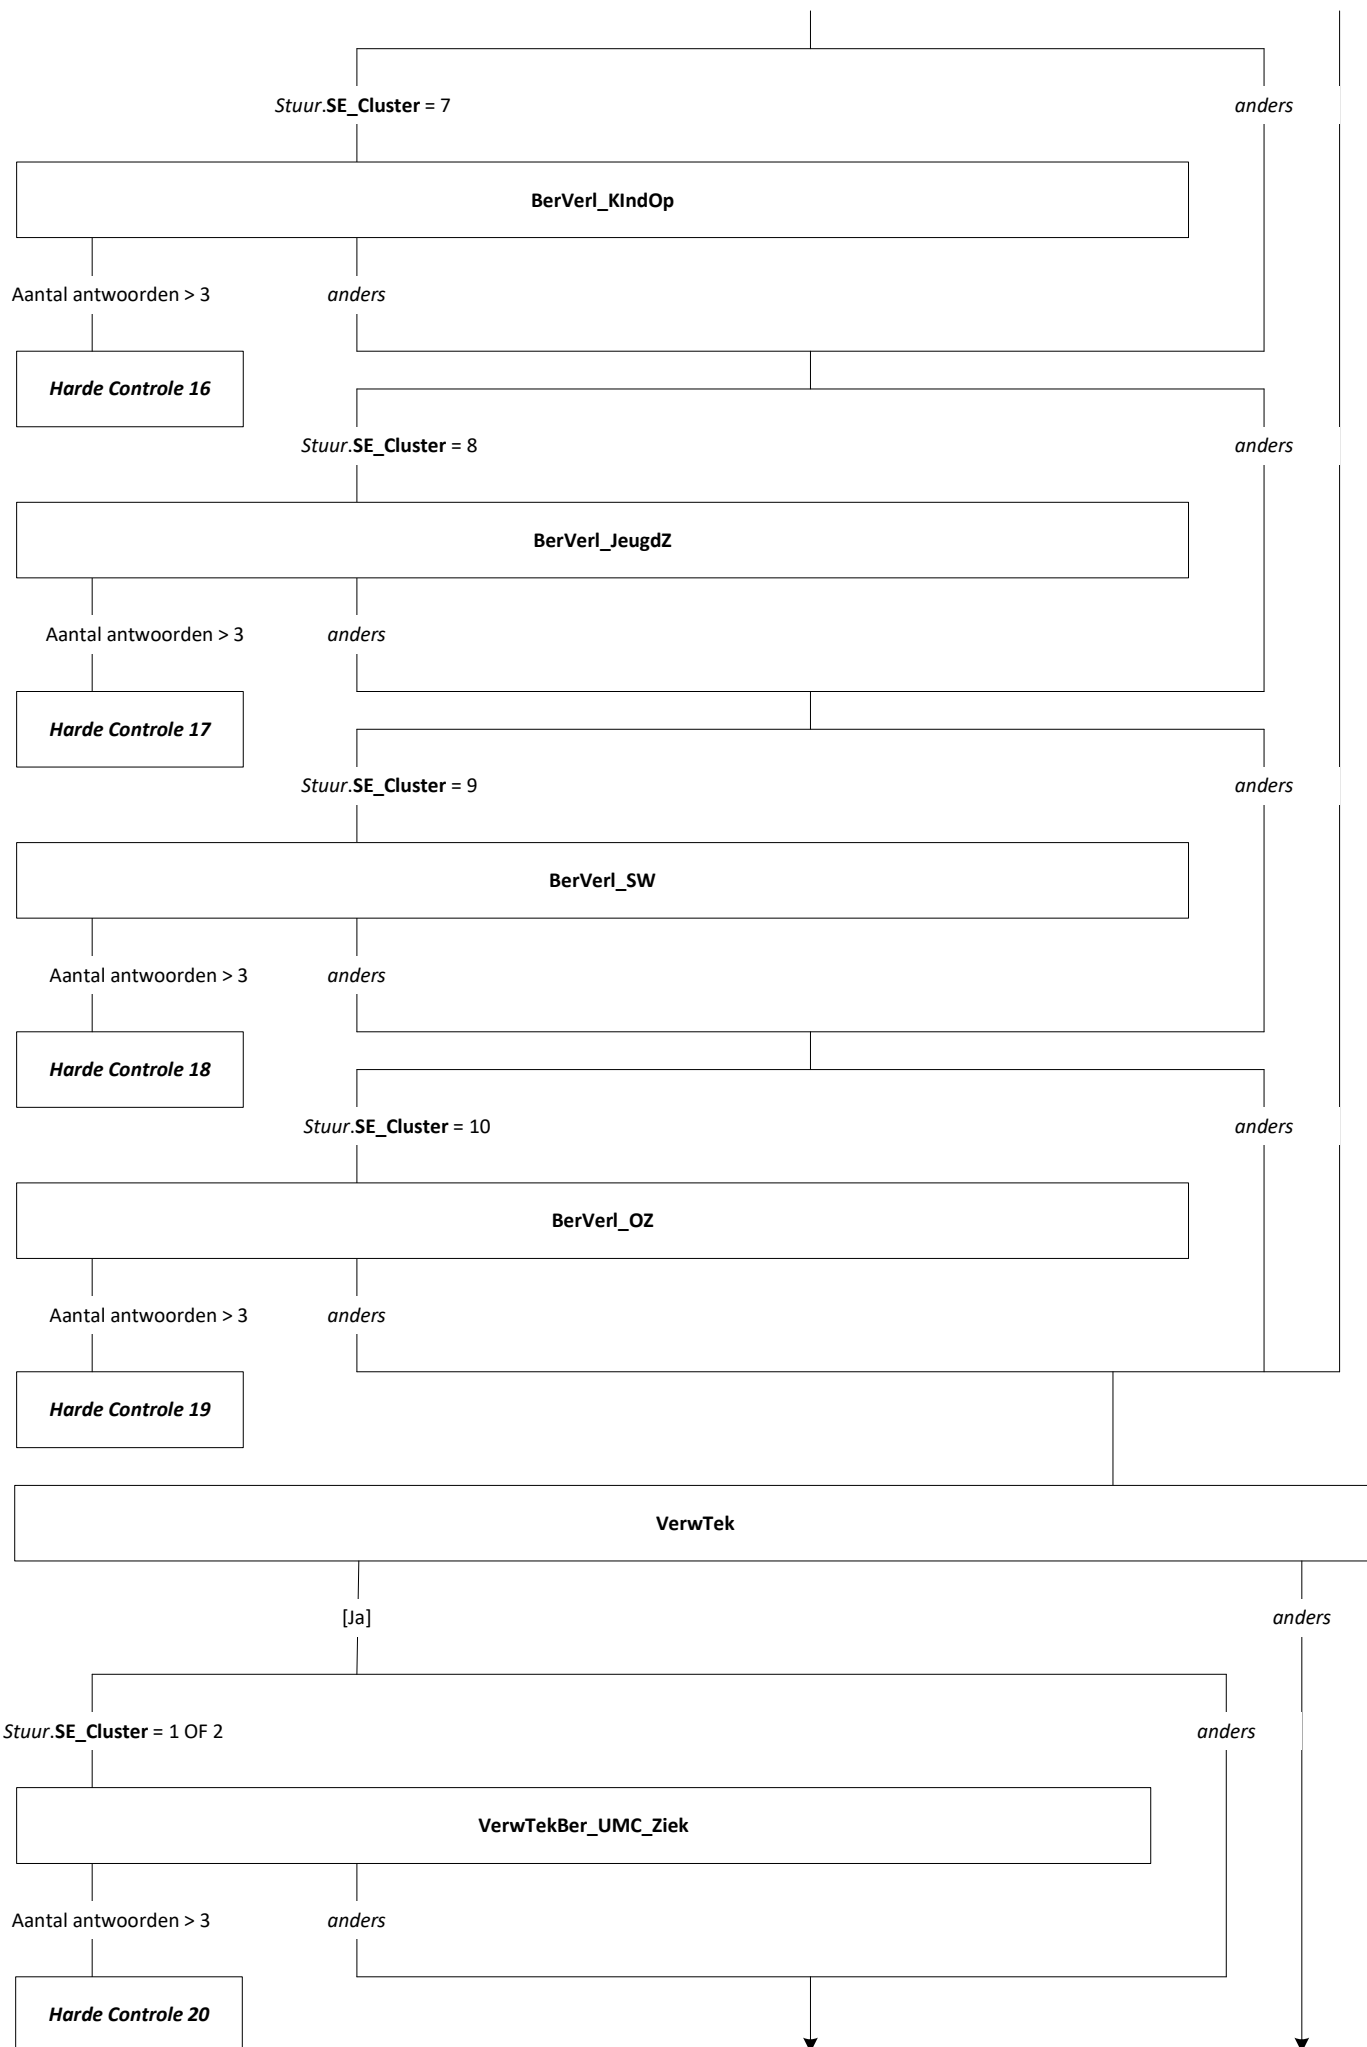 Stuur.SE_Cluster = 7
anders
BerVerl_KIndOp
Aantal antwoorden > 3
anders
Harde Controle 16
Stuur.SE_Cluster = 8
anders
BerVerl_JeugdZ
Aantal antwoorden > 3
anders
Harde Controle 17
Stuur.SE_Cluster = 9
anders
BerVerl_SW
Aantal antwoorden > 3
anders
Harde Controle 18
Stuur.SE_Cluster = 10
anders
BerVerl_OZ
Aantal antwoorden > 3
anders
Harde Controle 19
VerwTek
[Ja]
anders
Stuur.SE_Cluster = 1 OF 2
anders
VerwTekBer_UMC_Ziek
Aantal antwoorden > 3
anders
Harde Controle 20